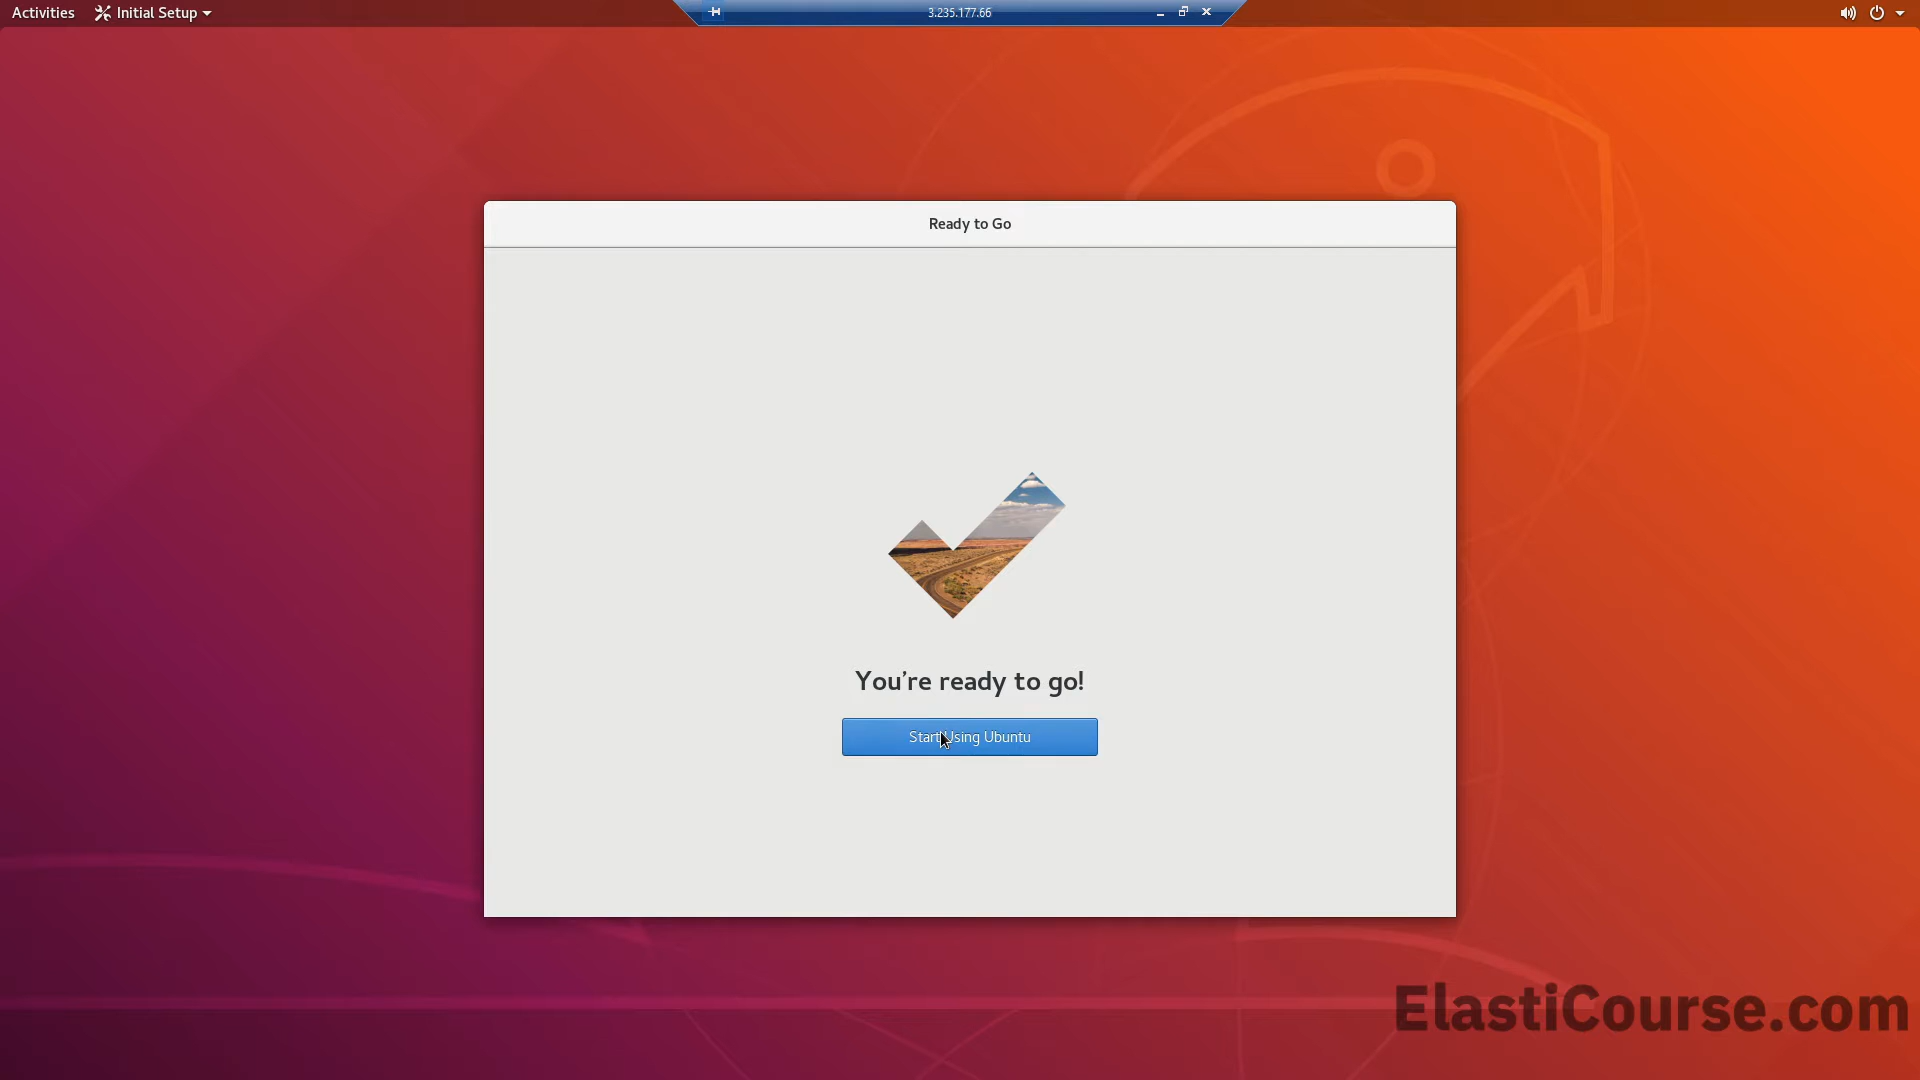 Activities
Initial Setup
3.235.177.66
Ready to Go
You're ready to go!
Start Using Ubuntu
ElastiCourse.com